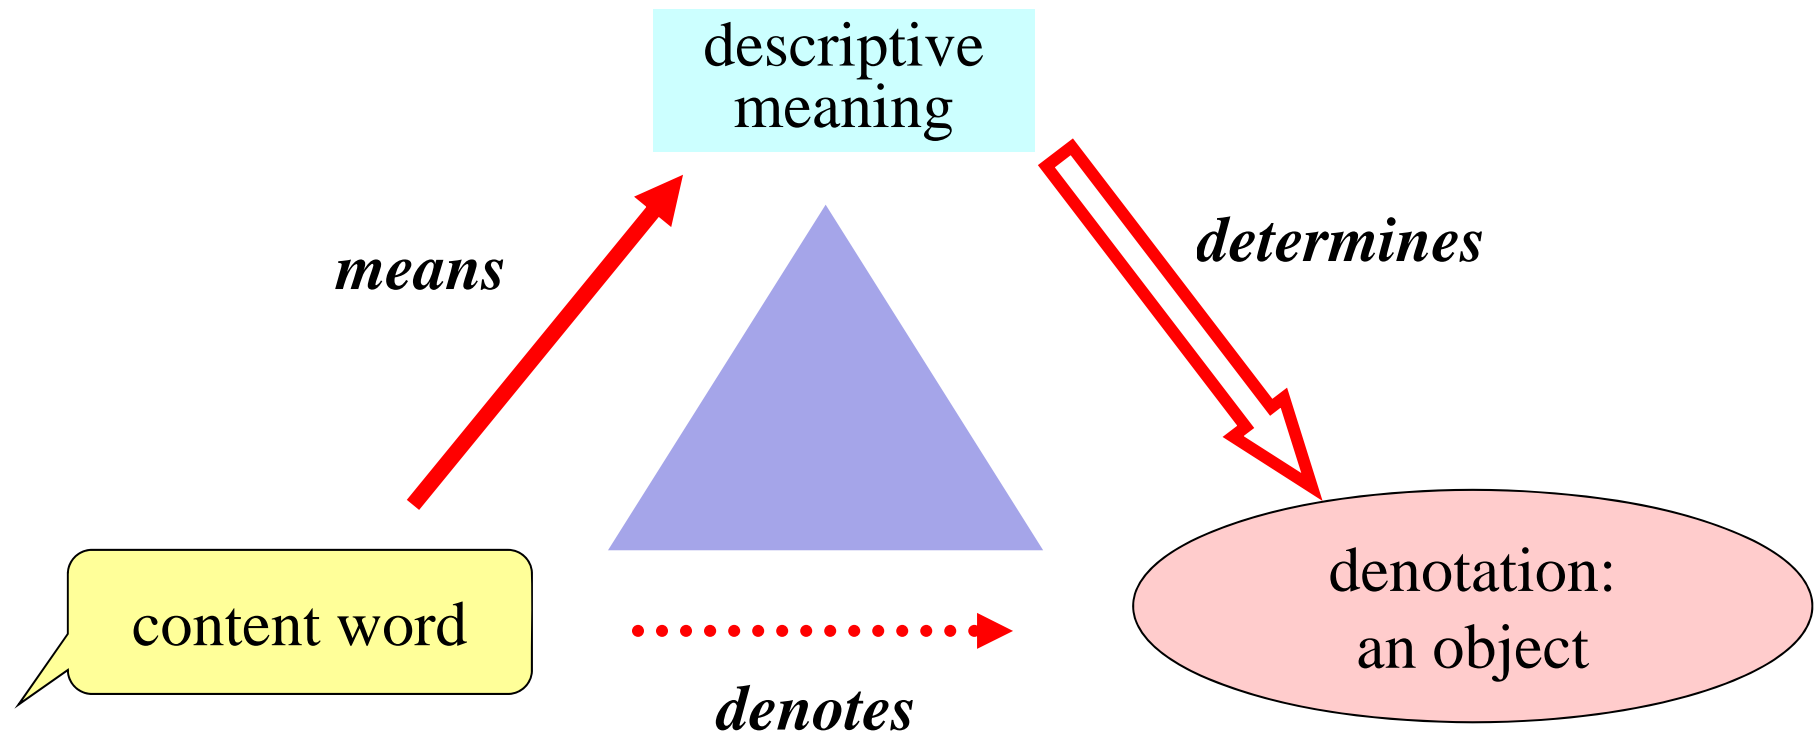 descriptive
meaning
means
determines
content word
denotes
denotation:
an object